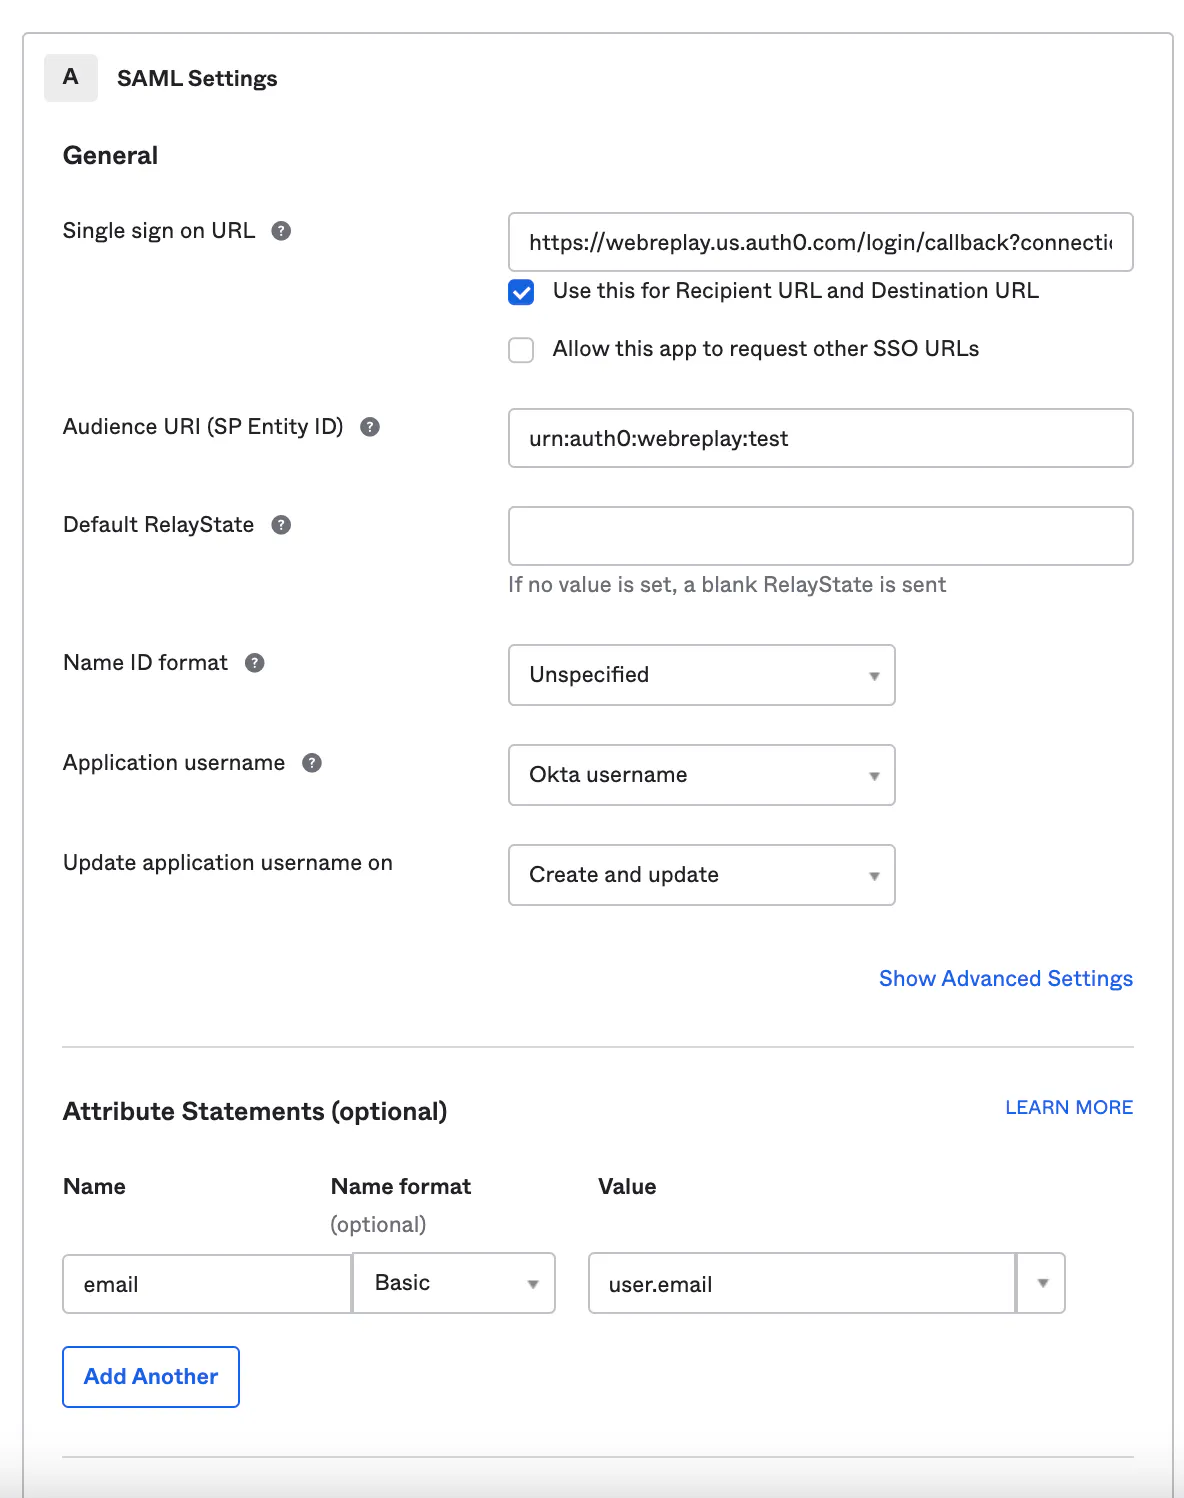 A SAML Settings
General
Single sign on URL ?
https://webreplay.us.auth0.com/login/callback?connecti
Use this for Recipient URL and Destination URL
Allow this app to request other SSO URLs
Audience URI (SP Entity ID) ?
urn:auth0:webreplay:test
Default RelayState ?
If no value is set, a blank RelayState is sent
Name ID format ?
Unspecified
Application username ?
Okta username
Update application username on
Create and update
Show Advanced Settings
Attribute Statements (optional)
LEARN MORE
Name Name format Value
(optional)
email Basic user.email
Add Another